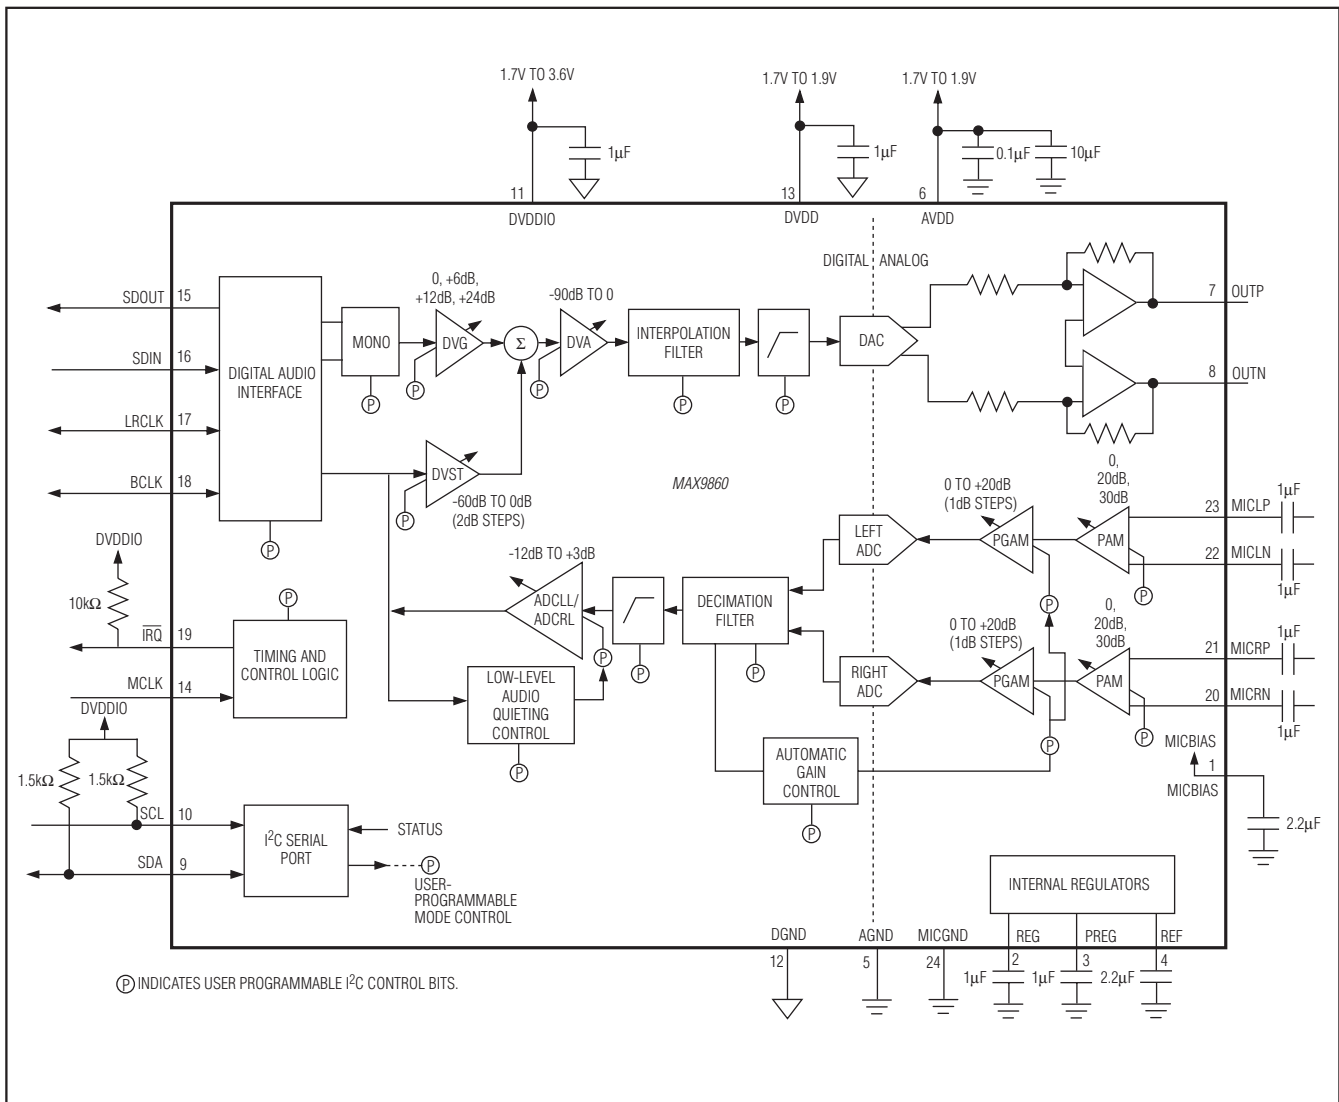 1.7V TO 3.6V
1.7V TO 1.9V
1.7V TO 1.9V
1µF
1µF
0.1µF
10µF
11
13
6
DVDDIO
DVDD
AVDD
DIGITAL
ANALOG
SDOUT
15
SDIN
16
LRCLK
17
BCLK
18
DIGITAL AUDIO
INTERFACE
P
MONO
P
0, +6dB,
+12dB, +24dB
DVG
P
Σ
-90dB TO 0
DVA
P
INTERPOLATION
FILTER
P
P
DAC
7
OUTP
8
OUTN
DVST
P
-60dB TO 0dB
(2dB STEPS)
MAX9860
LEFT
ADC
0 TO +20dB
(1dB STEPS)
PGAM
P
0,
20dB,
30dB
PAM
P
23
MICLP
1µF
22
MICLN
1µF
DVDDIO
10kΩ
IRQ
19
MCLK
14
P
TIMING AND
CONTROL LOGIC
-12dB TO +3dB
ADCLL/
ADCRL
P
P
DECIMATION
FILTER
P
RIGHT
ADC
0 TO +20dB
(1dB STEPS)
PGAM
P
0,
20dB,
30dB
PAM
P
21
MICRP
1µF
20
MICRN
1µF
LOW-LEVEL
AUDIO
QUIETING
CONTROL
P
AUTOMATIC
GAIN
CONTROL
P
MICBIAS
1
MICBIAS
2.2µF
DVDDIO
1.5kΩ
1.5kΩ
SCL
10
SDA
9
I²C SERIAL
PORT
STATUS
P
USER-
PROGRAMMABLE
MODE CONTROL
INTERNAL REGULATORS
DGND
12
AGND
5
MICGND
24
REG
2
1µF
PREG
3
1µF
REF
4
2.2µF
P INDICATES USER PROGRAMMABLE I²C CONTROL BITS.